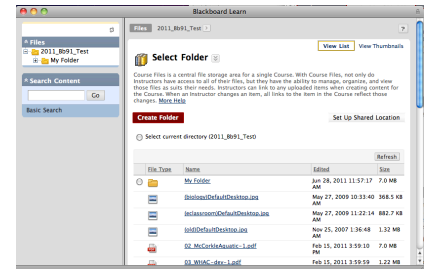 Blackboard Learn
Files 2011_Bb91_Test ?
Files
2011_Bb91_Test
My Folder
Search Content
Go
Basic Search
View List View Thumbnails
Select Folder
Course Files is a central file storage area for a single Course. With Course Files, not only do
Instructors have access to all of their files, but they have the ability to manage, organize, and view
those files as suits their needs. Instructors can link to any uploaded items when creating content for
the Course. When an Instructor changes an item, all links to the item in the Course reflect those
changes. More Help
Create Folder Set Up Shared Location
Select current directory (2011_Bb91_Test)
Refresh
File Type Name Edited Size
My Folder Jun 28, 2011 11:57:17 AM 7.0 MB
(biology)DefaultDesktop.jpg May 27, 2009 10:33:40 AM 368.5 KB
(eclassroom)DefaultDesktop.jpg May 27, 2009 11:22:14 AM 882.7 KB
(old)DefaultDesktop.jpg Nov 25, 2007 1:36:48 AM 1.32 MB
02_McCorkleAquatic-1.pdf Feb 15, 2011 3:59:10 PM 7.0 MB
03_WHAC-dev-1.pdf Feb 15, 2011 3:59:59 1.22 MB